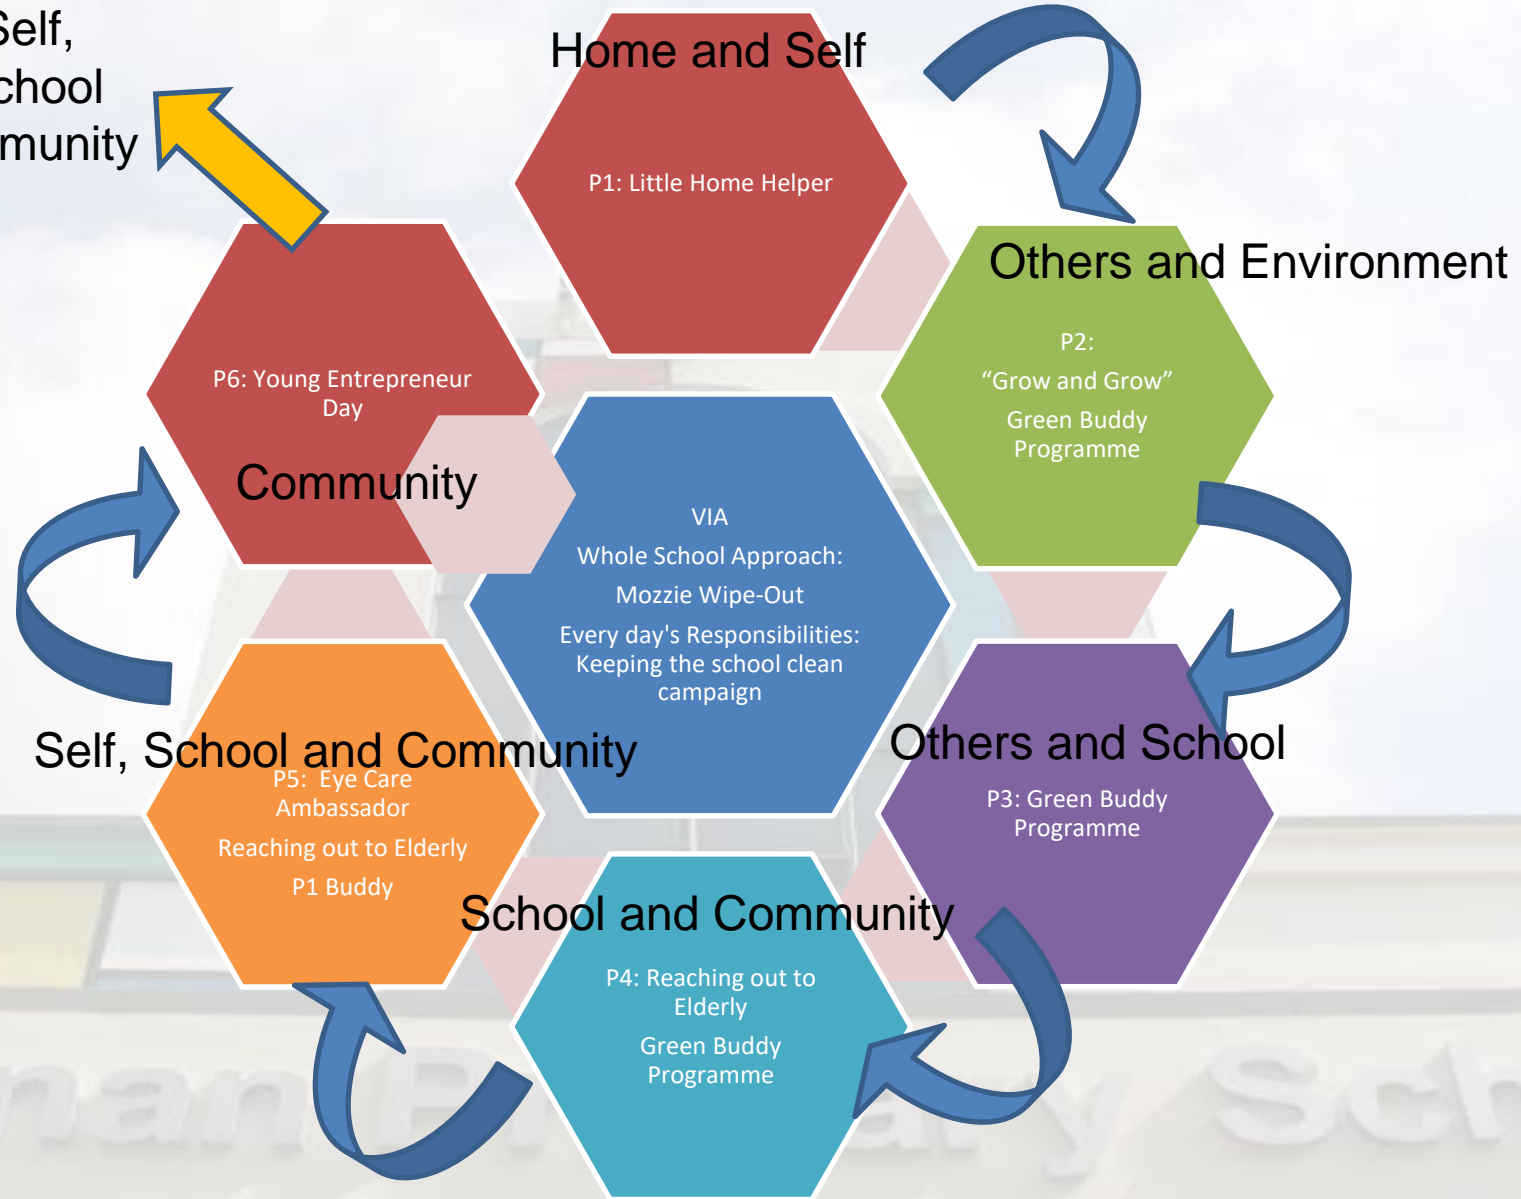 Self,
chool
munity
Home and Self
P1: Little Home Helper
Others and Environment
P2:
“Grow and Grow”
Green Buddy
Programme
Others and School
P3: Green Buddy
Programme
School and Community
P4: Reaching out to
Elderly
Green Buddy
Programme
Self, School and Community
P5:  Eye Care
Ambassador
Reaching out to Elderly
P1 Buddy
P6: Young Entrepreneur
Day
Community
VIA
Whole School Approach:
Mozzie Wipe-Out
Every day's Responsibilities:
Keeping the school clean
campaign